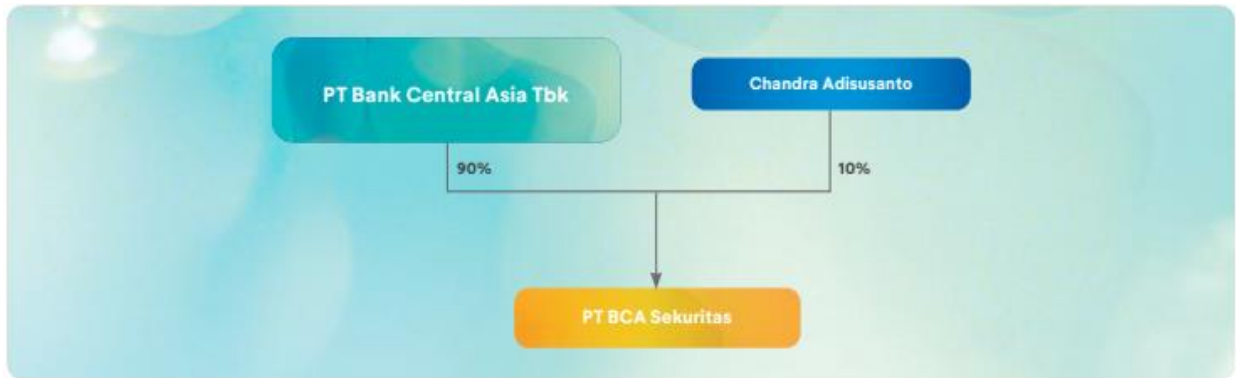 PT Bank Central Asia Tbk
Chandra Adisusanto
90%
10%
PT BCA Sekuritas